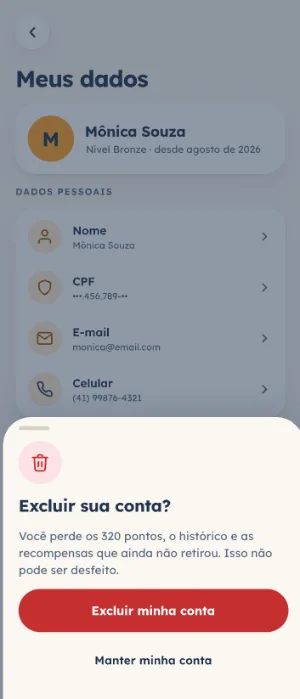 Meus dados
M
Mônica Souza
Nível Bronze · desde agosto de 2026
DADOS PESSOAIS
Nome
Mônica Souza
CPF
•••.456.789-••
E-mail
monica@email.com
Celular
(41) 99876-4321
Excluir sua conta?
Você perde os 320 pontos, o histórico e as
recompensas que ainda não retirou. Isso não
pode ser desfeito.
Excluir minha conta
Manter minha conta